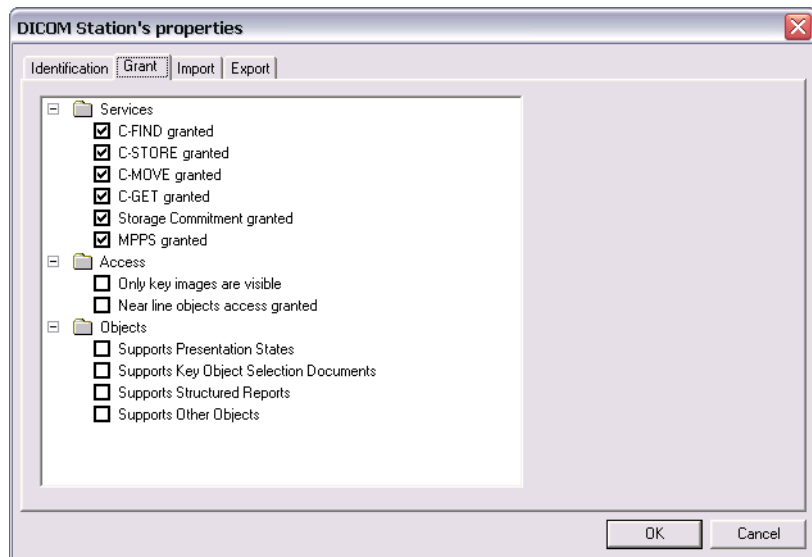 DICOM Station's properties
Identification Grant Import Export
Services
C-FIND granted
C-STORE granted
C-MOVE granted
C-GET granted
Storage Commitment granted
MPPS granted
Access
Only key images are visible
Near line objects access granted
Objects
Supports Presentation States
Supports Key Object Selection Documents
Supports Structured Reports
Supports Other Objects
OK Cancel